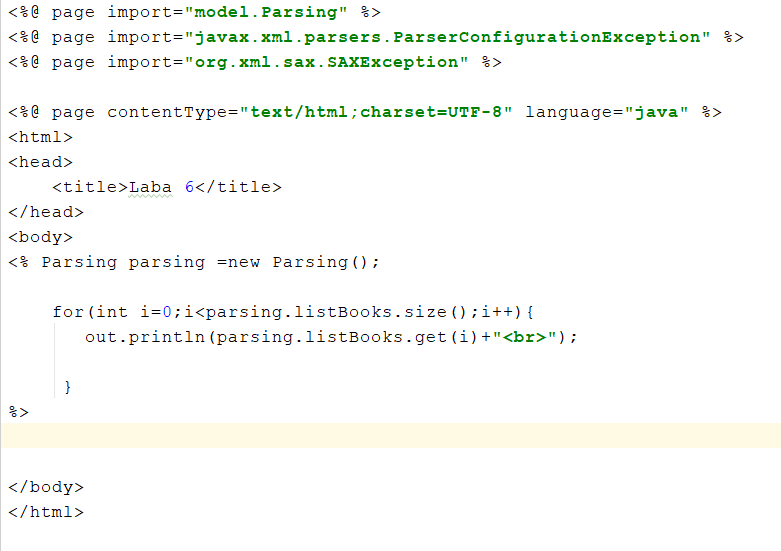 <%@ page import="model.Parsing" %>
<%@ page import="javax.xml.parsers.ParserConfigurationException" %>
<%@ page import="org.xml.sax.SAXException" %>
<%@ page contentType="text/html;charset=UTF-8" language="java" %>
<html>
<head>
    <title>Laba 6</title>
</head>
<body>
<% Parsing parsing =new Parsing();
    for(int i=0;i<parsing.listBooks.size();i++){
       out.println(parsing.listBooks.get(i)+"<br>");
     }
%>
</body>
</html>